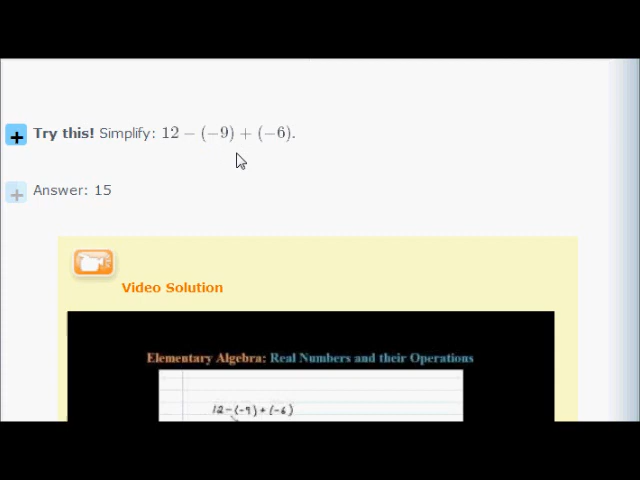 Try this! Simplify: 12 − (−9) + (−6).
Answer: 15
Video Solution
Elementary Algebra: Real Numbers and their Operations
12 − (−9) + (−6)